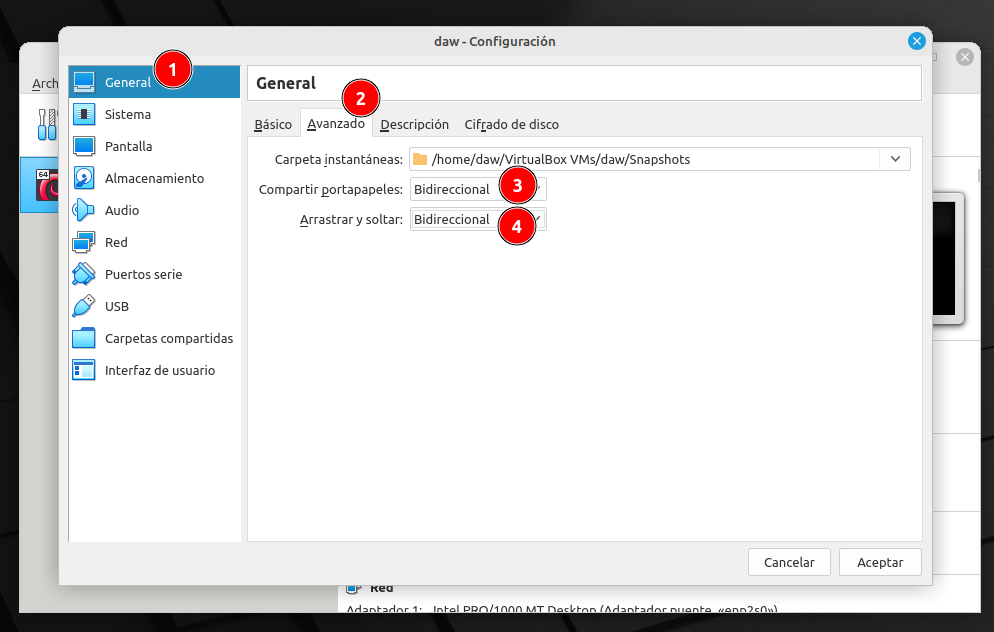 daw - Configuración
Arch
64
General
1
Sistema
Pantalla
Almacenamiento
Audio
Red
Puertos serie
USB
Carpetas compartidas
Interfaz de usuario
General
2
Básico Avanzado Descripción Cifrado de disco
Carpeta instantáneas: /home/daw/VirtualBox VMs/daw/Snapshots
Compartir portapapeles: Bidireccional 3
Arrastrar y soltar: Bidireccional 4
Cancelar Aceptar
Red
Adaptador 1: Intel PRO/1000 MT Desktop (Adaptador puente, «enp2s0»)